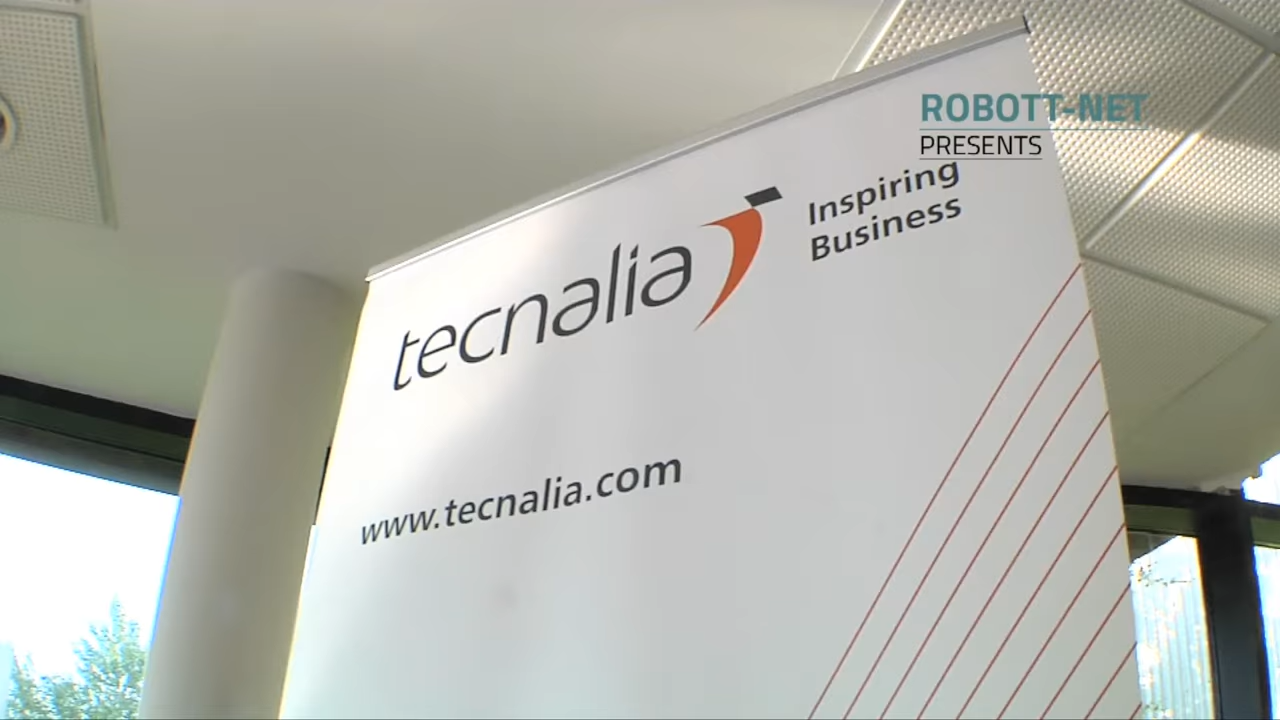 ROBOTT-NET
PRESENTS
tecnalia
Inspiring
Business
www.tecnalia.com